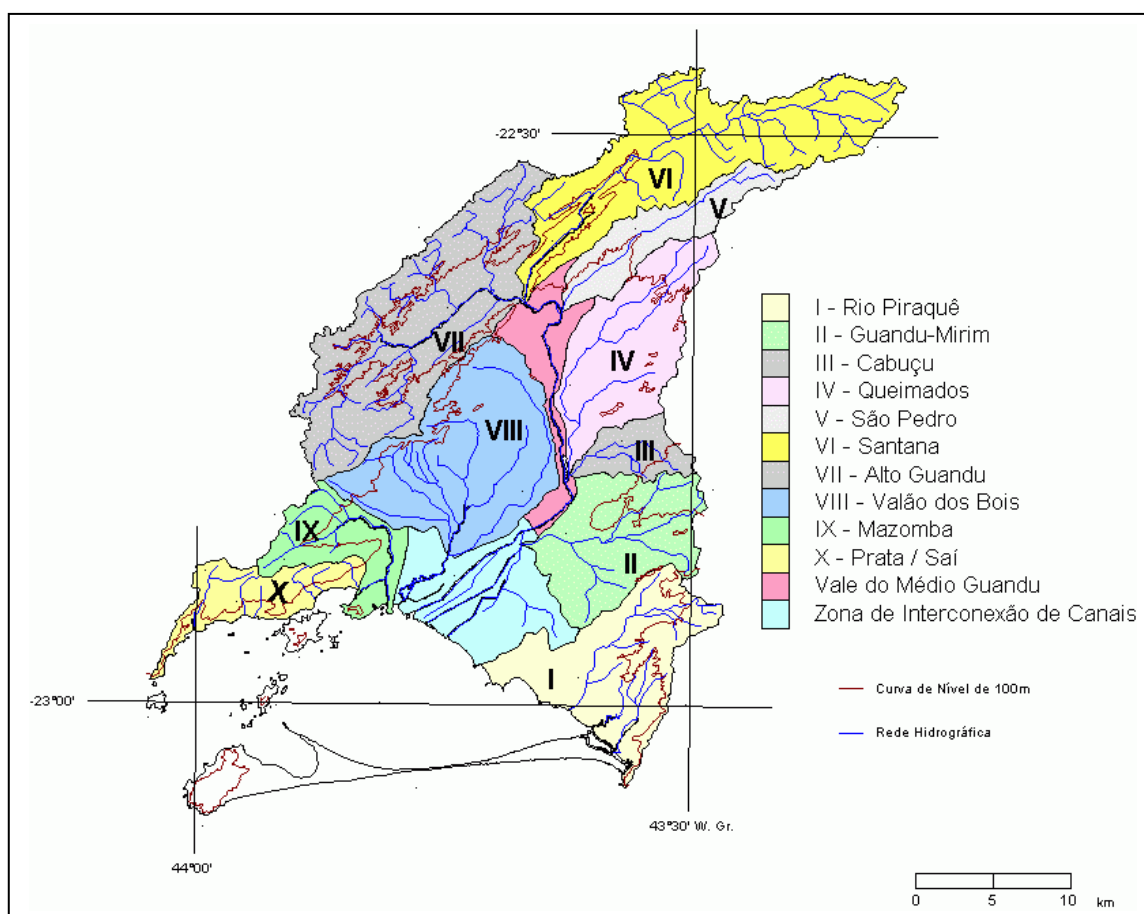 -22°30'
VI
V
VII
IV
VIII
III
IX
II
X
I
I - Rio Piraquê
II - Guandu-Mirim
III - Cabuçu
IV - Queimados
V - São Pedro
VI - Santana
VII - Alto Guandu
VIII - Valão dos Bois
IX - Mazomba
X - Prata / Saí
Vale do Médio Guandu
Zona de Interconexão de Canais
Curva de Nível de 100m
Rede Hidrográfica
-23°00'
43°30' W. Gr.
44°00'
0 5 10 km